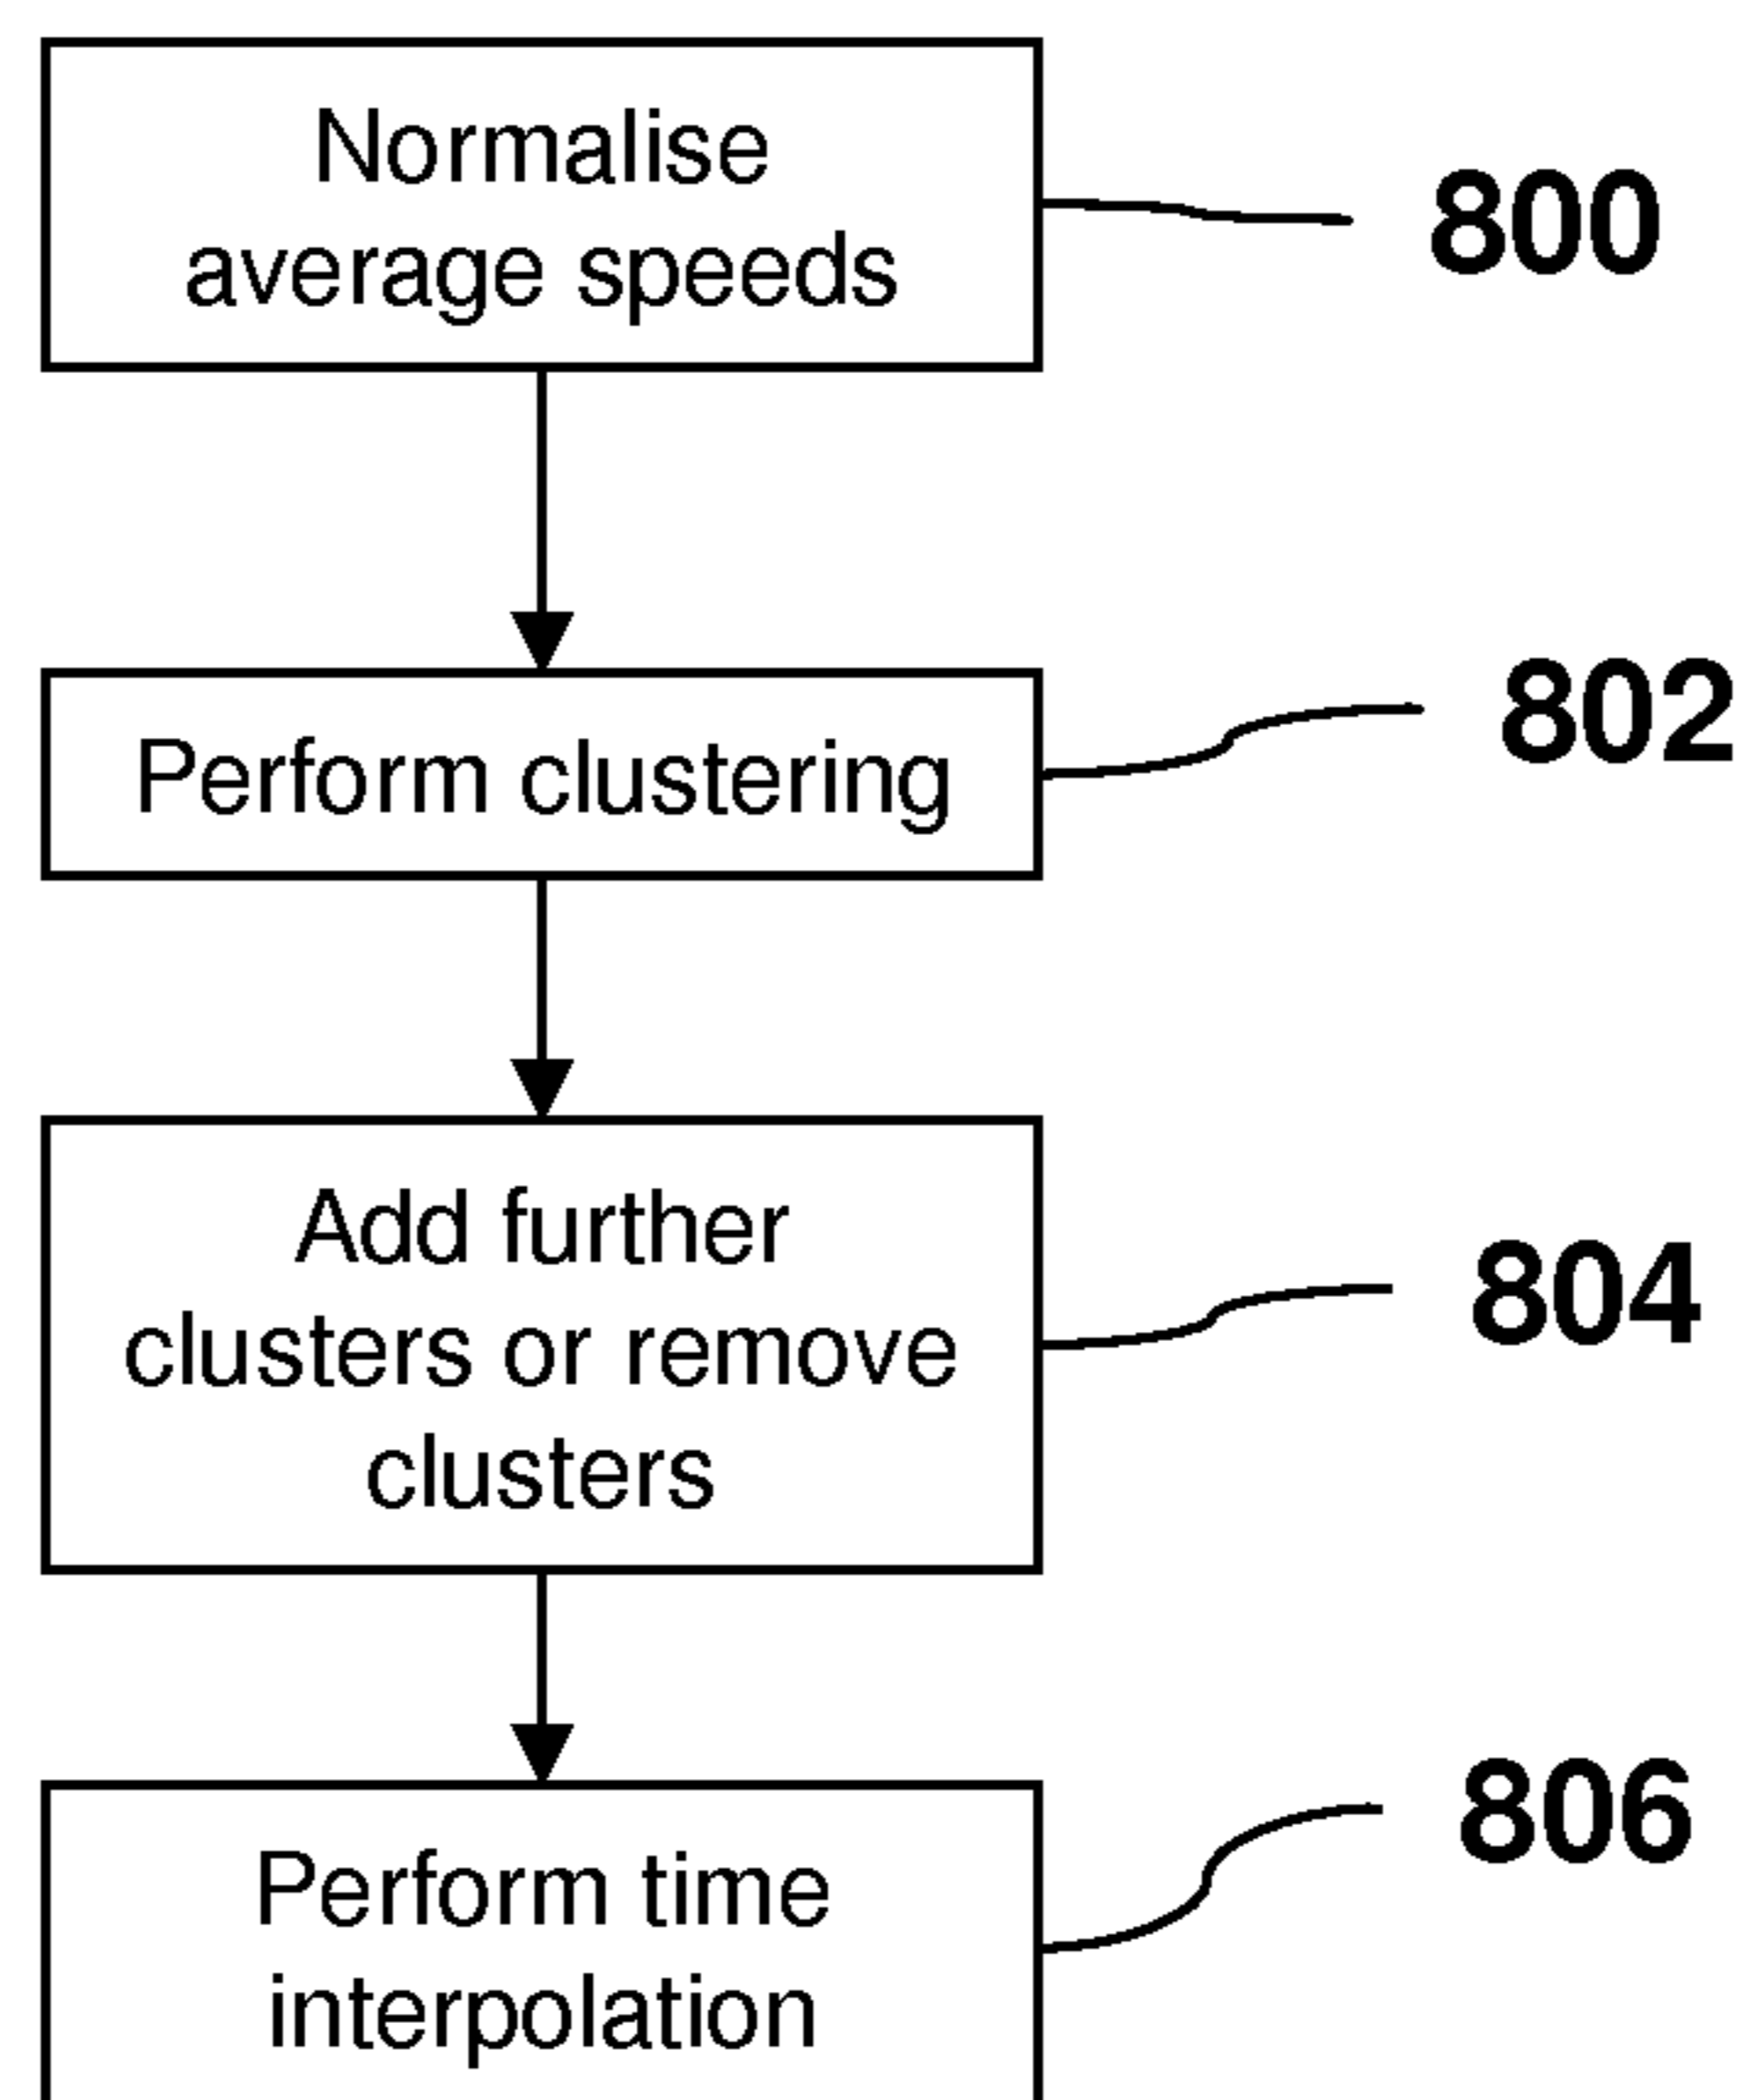 Normalise
average speeds
800
Perform clustering
802
Add further
clusters or remove
clusters
804
Perform time
interpolation
806